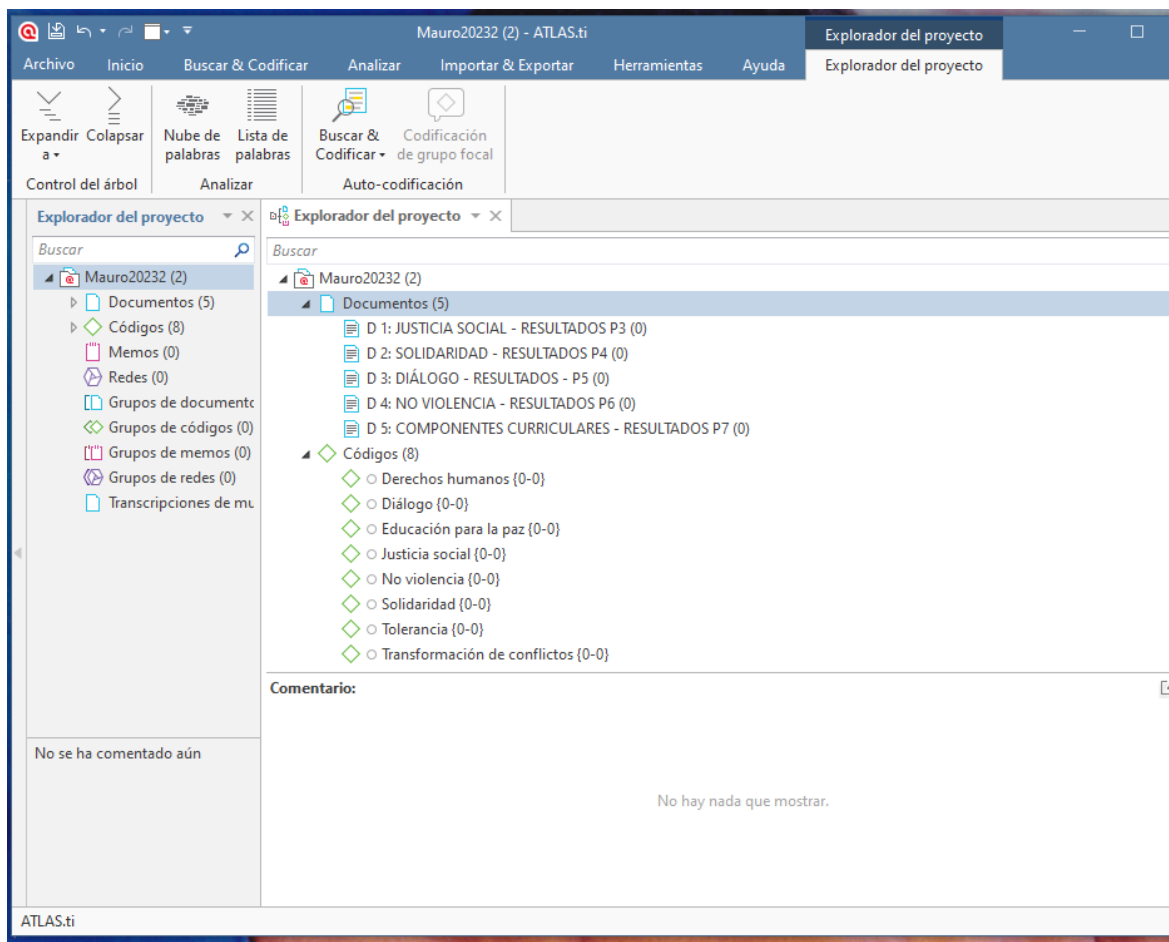 Mauro20232 (2) - ATLAS.ti
Explorador del proyecto
Archivo Inicio Buscar & Codificar Analizar Importar & Exportar Herramientas Ayuda Explorador del proyecto
Expandir a
Colapsar
Nube de palabras
Lista de palabras
Buscar & Codificar
Codificación de grupo focal
Control del árbol
Analizar
Auto-codificación
Explorador del proyecto
Buscar
Mauro20232 (2)
Documentos (5)
Códigos (8)
Memos (0)
Redes (0)
Grupos de documento
Grupos de códigos (0)
Grupos de memos (0)
Grupos de redes (0)
Transcripciones de mu
No se ha comentado aún
Explorador del proyecto
Buscar
Mauro20232 (2)
Documentos (5)
D 1: JUSTICIA SOCIAL - RESULTADOS P3 (0)
D 2: SOLIDARIDAD - RESULTADOS P4 (0)
D 3: DIÁLOGO - RESULTADOS - P5 (0)
D 4: NO VIOLENCIA - RESULTADOS P6 (0)
D 5: COMPONENTES CURRICULARES - RESULTADOS P7 (0)
Códigos (8)
Derechos humanos {0-0}
Diálogo {0-0}
Educación para la paz {0-0}
Justicia social {0-0}
No violencia {0-0}
Solidaridad {0-0}
Tolerancia {0-0}
Transformación de conflictos {0-0}
Comentario:
No hay nada que mostrar.
ATLAS.ti